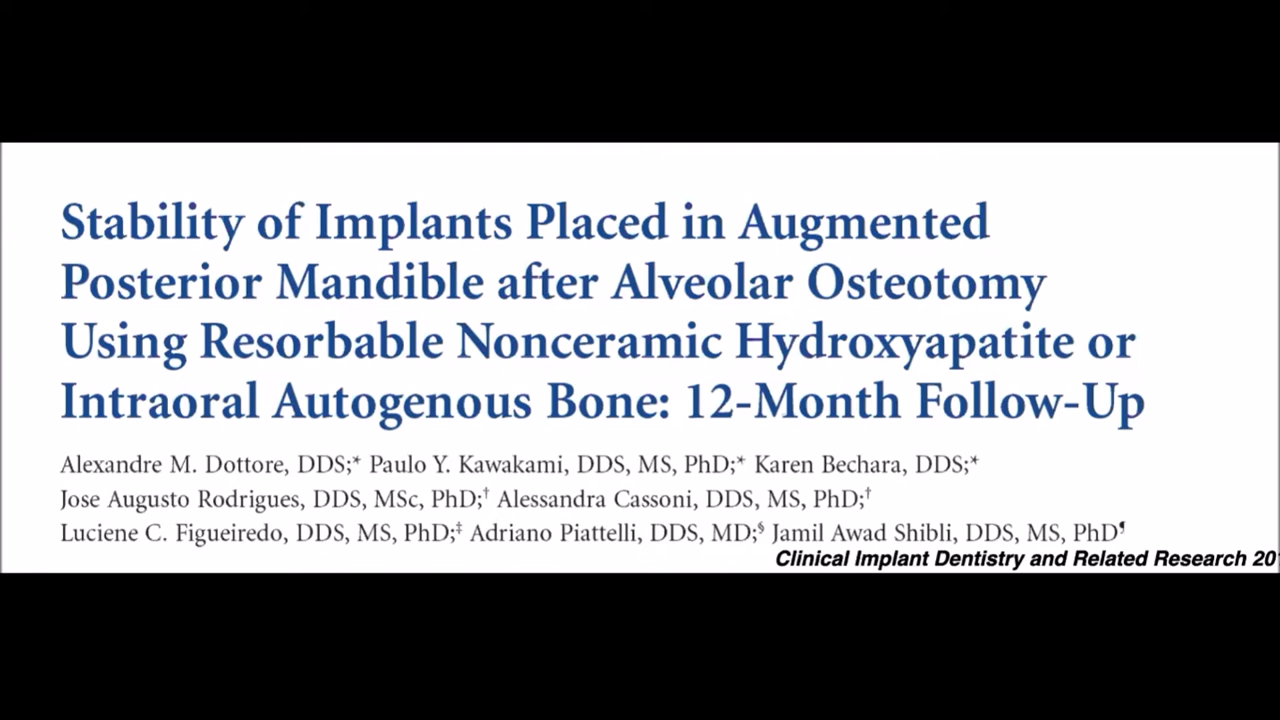 Stability of Implants Placed in Augmented
Posterior Mandible after Alveolar Osteotomy
Using Resorbable Nonceramic Hydroxyapatite or
Intraoral Autogenous Bone: 12-Month Follow-Up
Alexandre M. Dottore, DDS;* Paulo Y. Kawakami, DDS, MS, PhD;* Karen Bechara, DDS;*
Jose Augusto Rodrigues, DDS, MSc, PhD;† Alessandra Cassoni, DDS, MS, PhD;†
Luciene C. Figueiredo, DDS, MS, PhD;‡ Adriano Piattelli, DDS, MD;§ Jamil Awad Shibli, DDS, MS, PhD¶
Clinical Implant Dentistry and Related Research